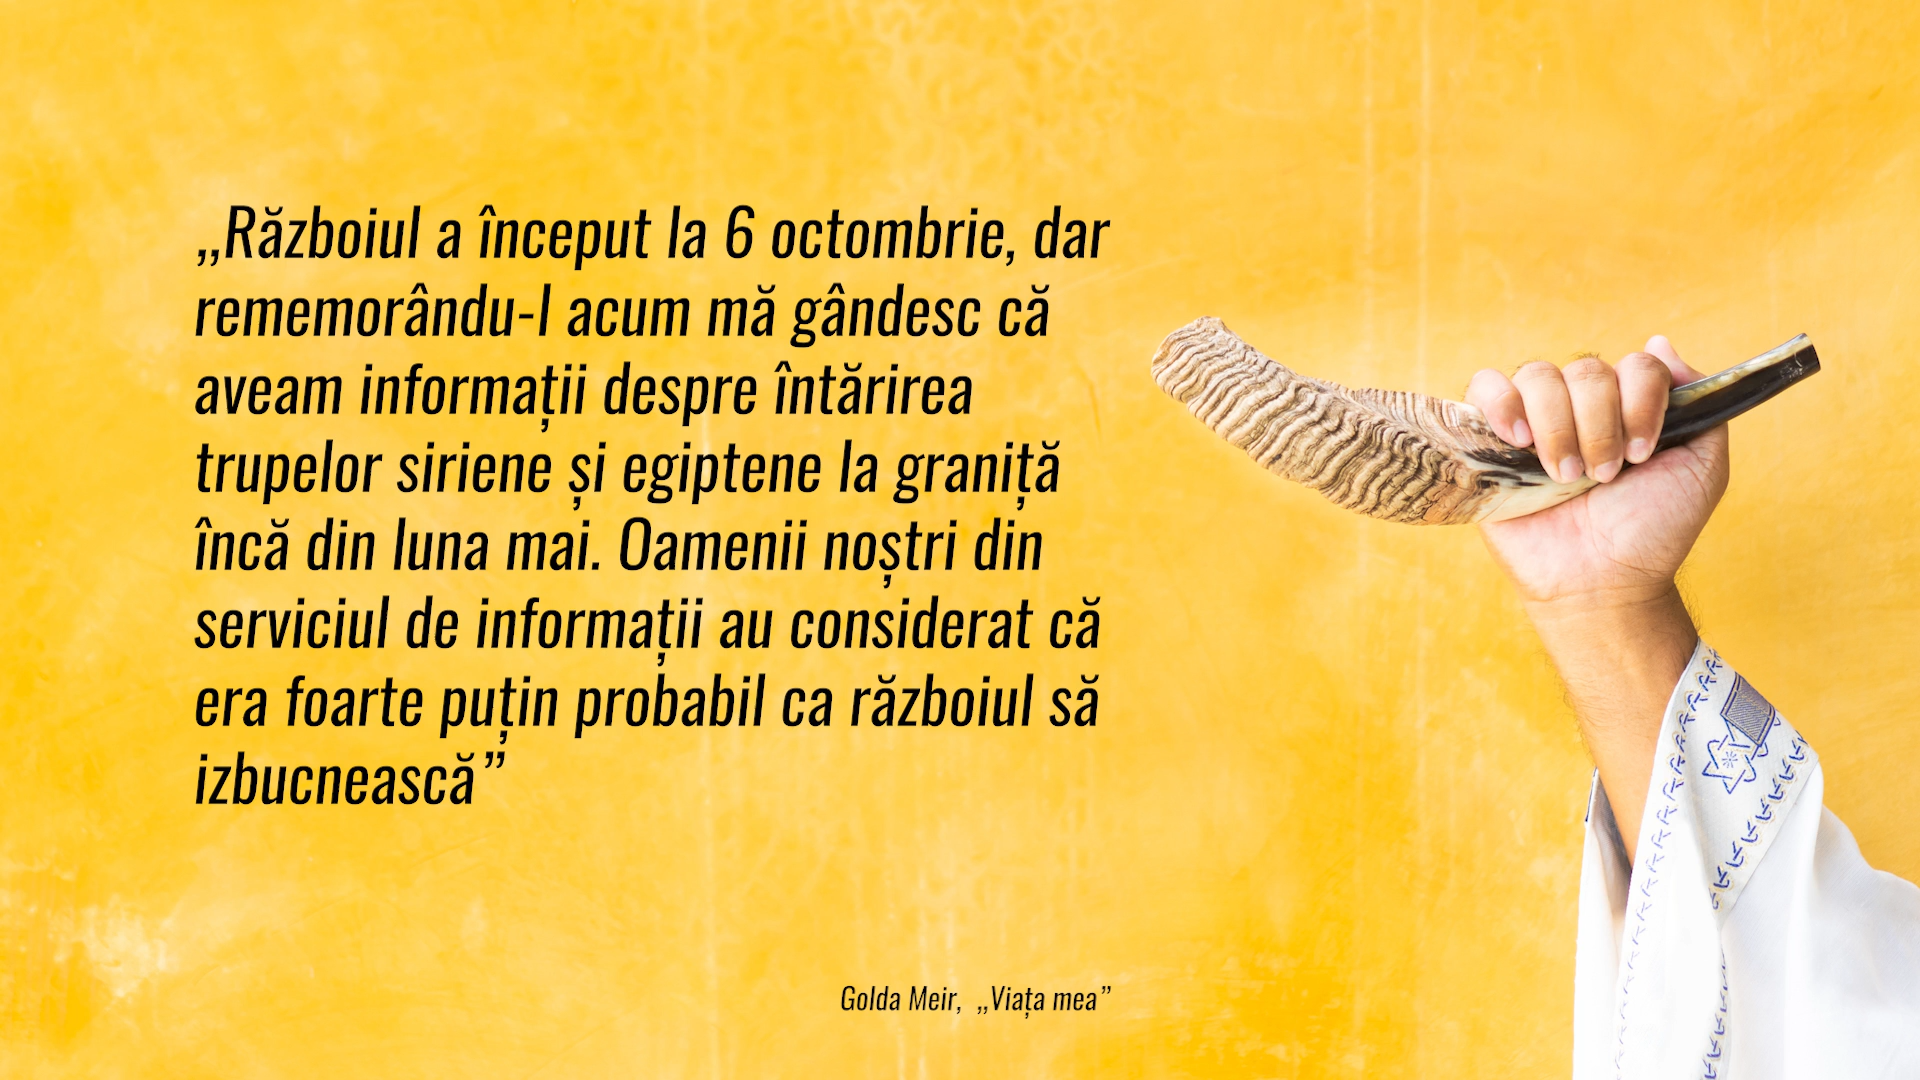 „Războiul a început la 6 octombrie, dar
rememorându-l acum mă gândesc că
aveam informații despre întărirea
trupelor siriene și egiptene la graniță
încă din luna mai. Oamenii noștri din
serviciul de informații au considerat că
era foarte puțin probabil ca războiul să
izbucnească”
Golda Meir, „Viața mea”